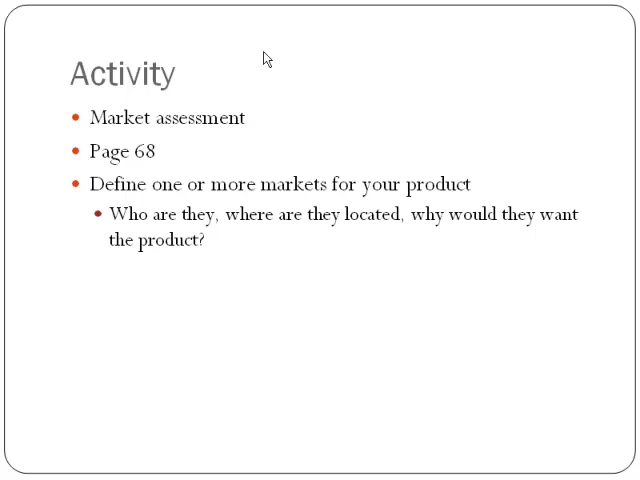 Activity
Market assessment
Page 68
Define one or more markets for your product
Who are they, where are they located, why would they want
the product?